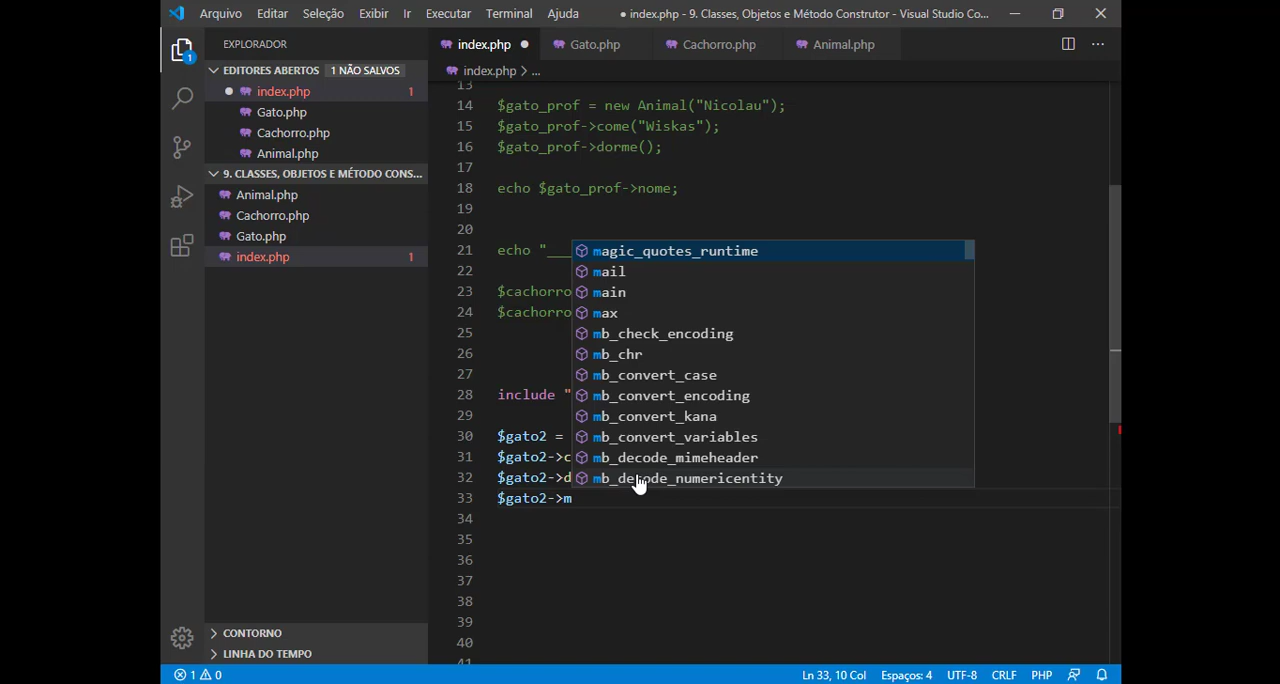 Arquivo Editar Seleção Exibir Ir Executar Terminal Ajuda ● index.php - 9. Classes, Objetos e Método Construtor - Visual Studio Co...
EXPLORADOR
index.php Gato.php Cachorro.php Animal.php
EDITORES ABERTOS 1 NÃO SALVOS
index.php > ...
index.php 1
Gato.php
Cachorro.php
Animal.php
9. CLASSES, OBJETOS E MÉTODO CONS...
Animal.php
Cachorro.php
Gato.php
index.php 1
CONTORNO
LINHA DO TEMPO
1
13
14 $gato_prof = new Animal("Nicolau");
15 $gato_prof->come("Wiskas");
16 $gato_prof->dorme();
17
18 echo $gato_prof->nome;
19
20
21 echo "___
22
23 $cachorro
24 $cachorro
25
26
27
28 include "
29
30 $gato2 =
31 $gato2->c
32 $gato2->d
33 $gato2->m
34
35
36
37
38
39
40
41
magic_quotes_runtime
mail
main
max
mb_check_encoding
mb_chr
mb_convert_case
mb_convert_encoding
mb_convert_kana
mb_convert_variables
mb_decode_mimeheader
mb_decode_numericentity
1 0 Ln 33, 10 Col Espaços: 4 UTF-8 CRLF PHP